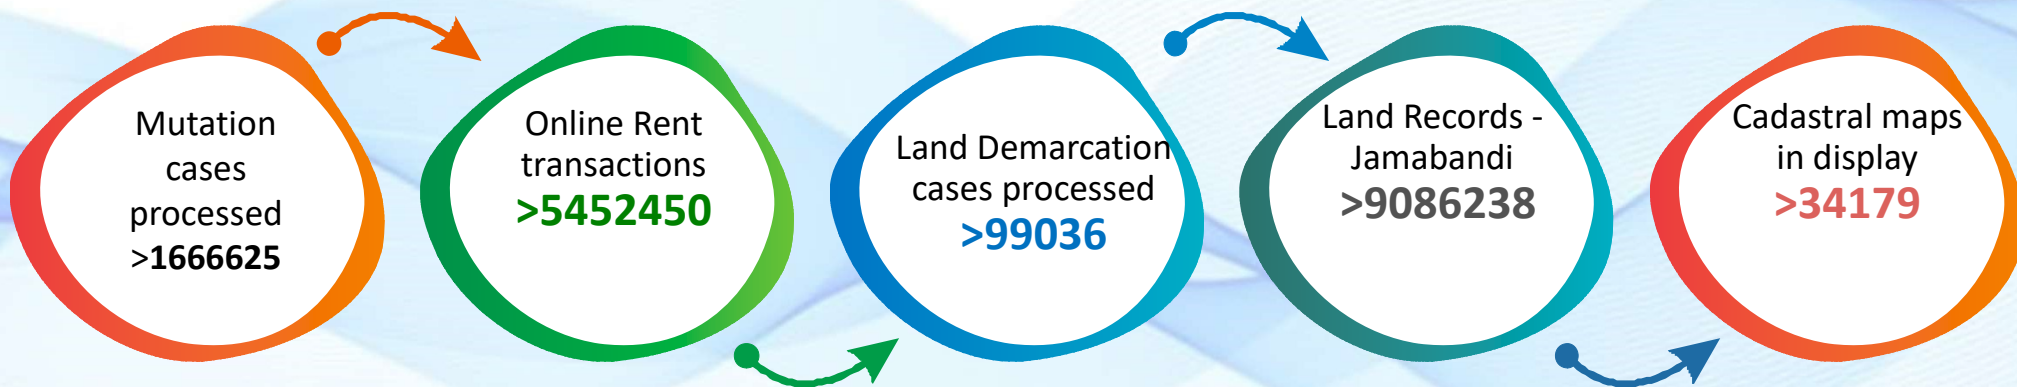 Mutation
cases
processed
>1666625
Online Rent
transactions
>5452450
Land Demarcation
cases processed
>99036
Land Records -
Jamabandi
>9086238
Cadastral maps
in display
>34179